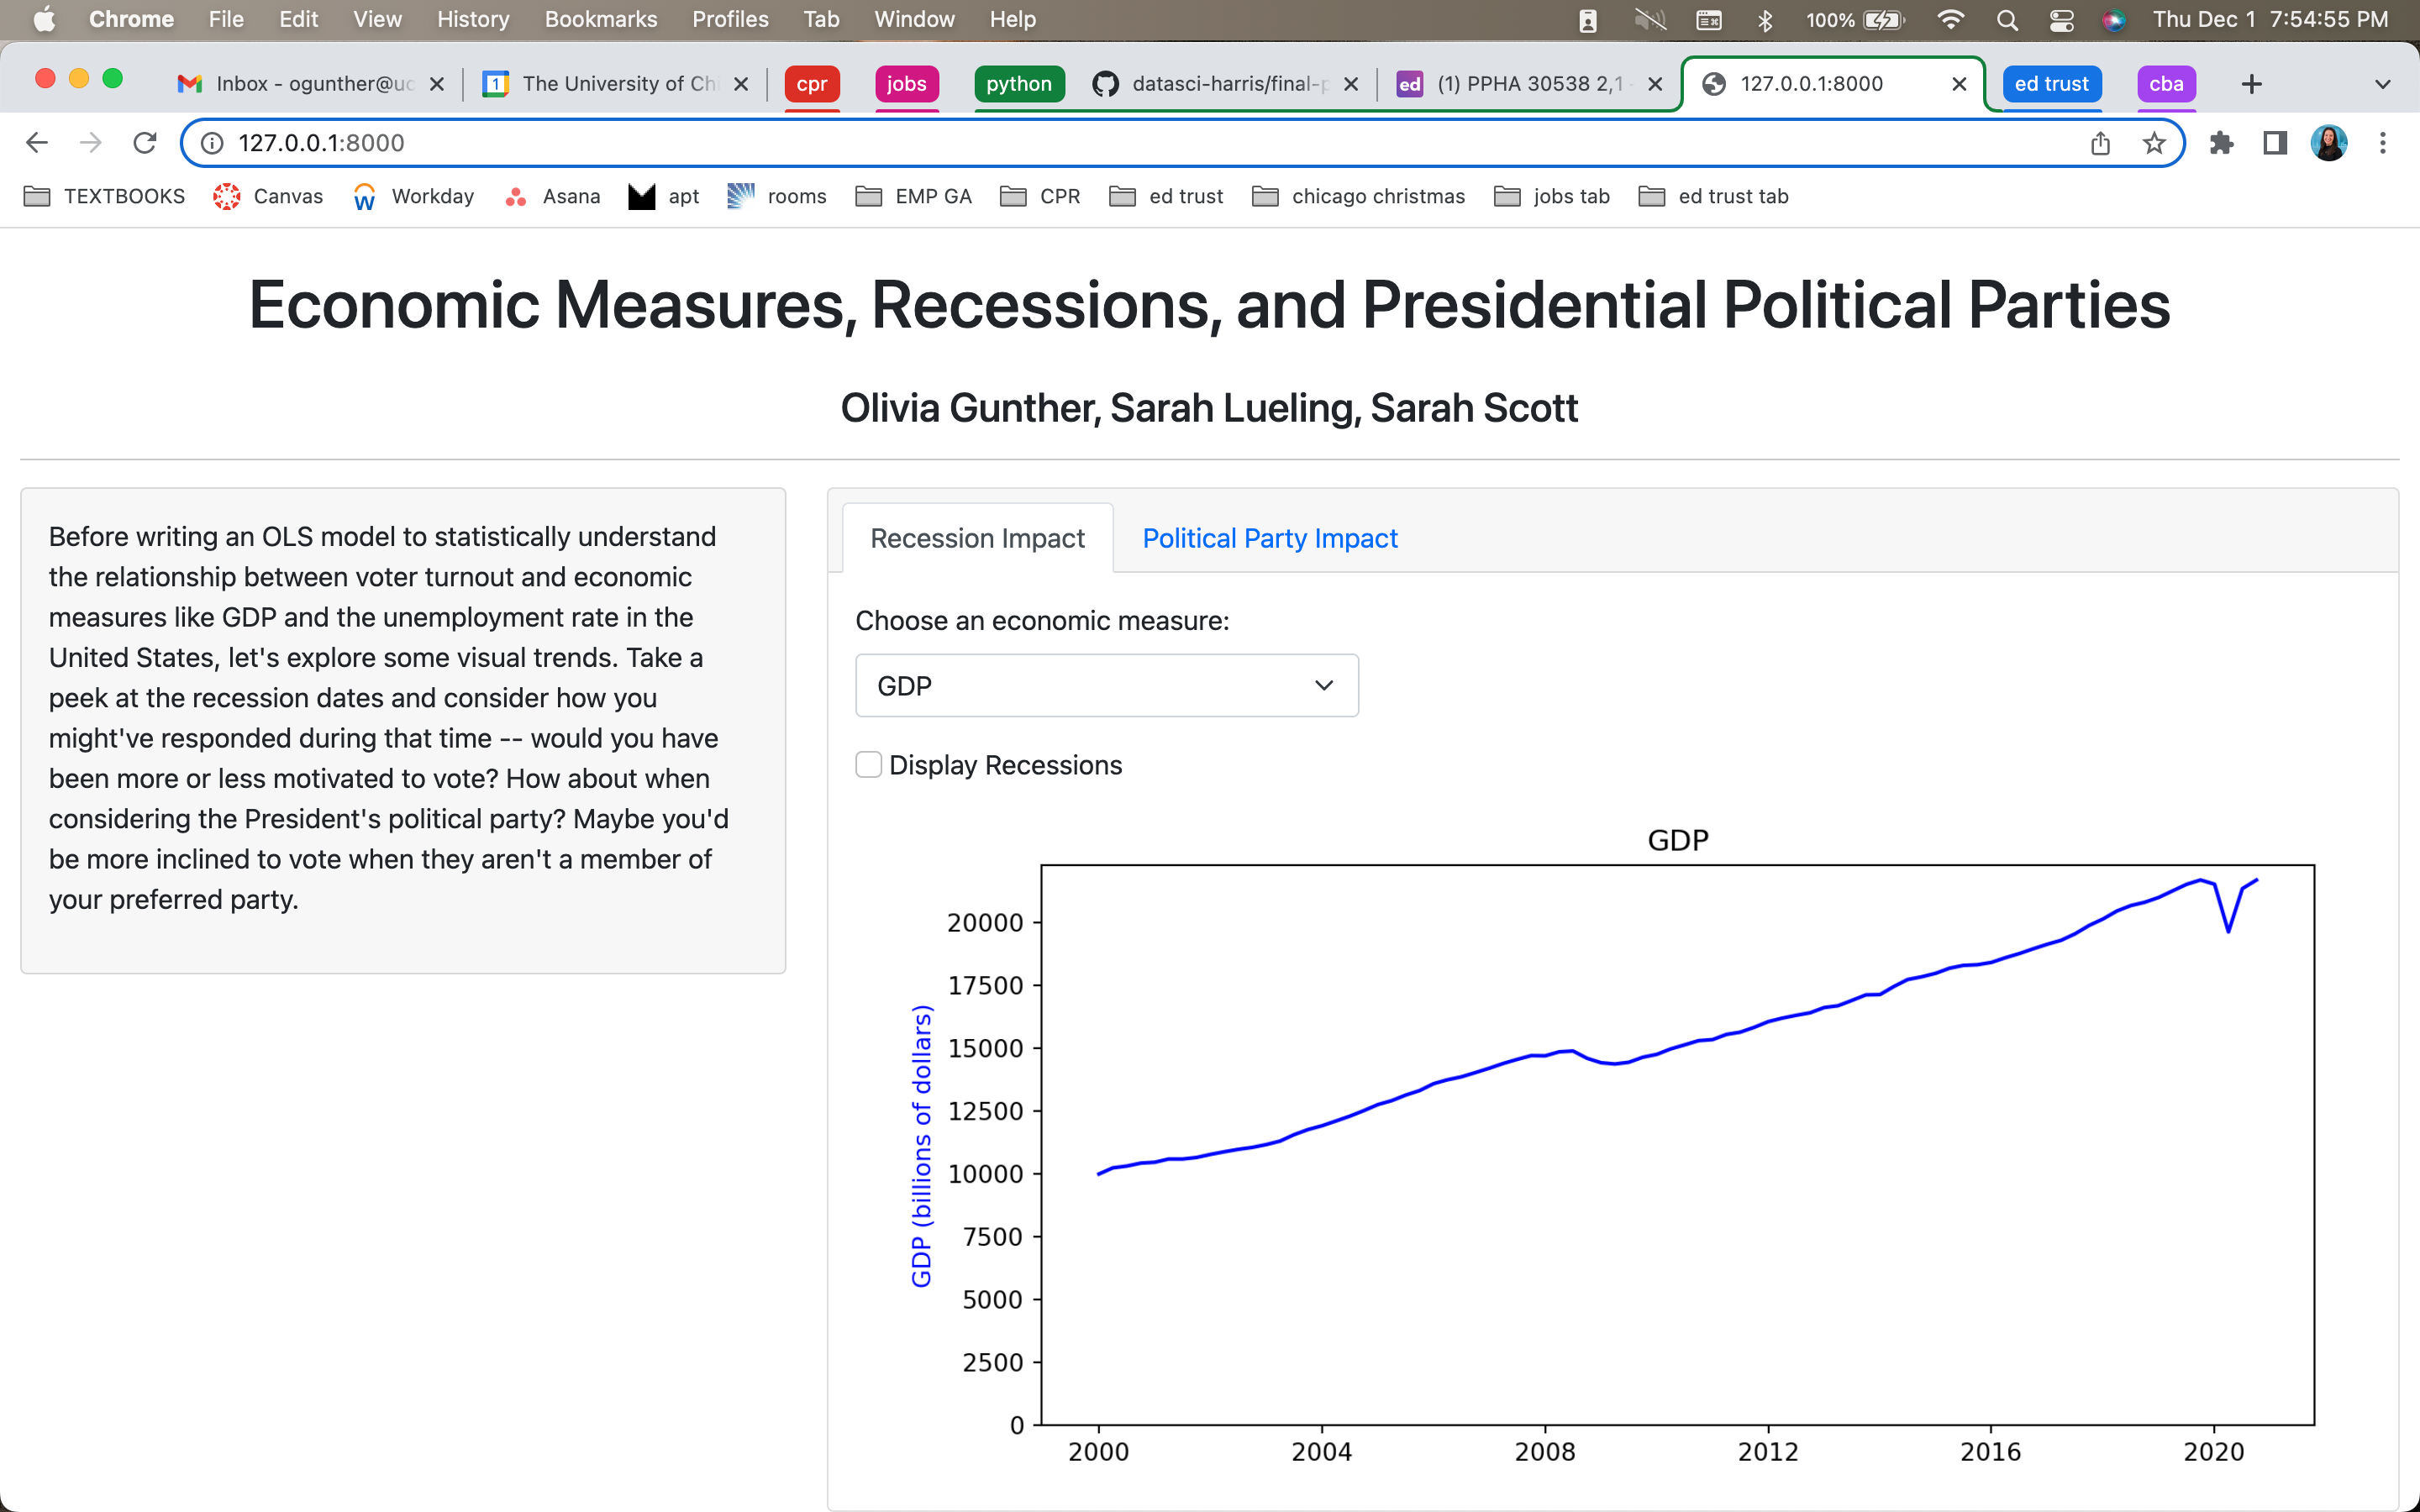 Chrome File Edit View History Bookmarks Profiles Tab Window Help 100% Thu Dec 1 7:54:55 PM
Inbox - ogunther@uc The University of Chi cpr jobs python datasci-harris/final-p ed (1) PPHA 30538 2,1 - 127.0.0.1:8000 ed trust cba
127.0.0.1:8000
TEXTBOOKS Canvas Workday Asana apt rooms EMP GA CPR ed trust chicago christmas jobs tab ed trust tab
Economic Measures, Recessions, and Presidential Political Parties
Olivia Gunther, Sarah Lueling, Sarah Scott
Before writing an OLS model to statistically understand
the relationship between voter turnout and economic
measures like GDP and the unemployment rate in the
United States, let's explore some visual trends. Take a
peek at the recession dates and consider how you
might've responded during that time -- would you have
been more or less motivated to vote? How about when
considering the President's political party? Maybe you'd
be more inclined to vote when they aren't a member of
your preferred party.
Recession Impact Political Party Impact
Choose an economic measure:
GDP
Display Recessions
GDP
GDP (billions of dollars)
20000
17500
15000
12500
10000
7500
5000
2500
0
2000 2004 2008 2012 2016 2020